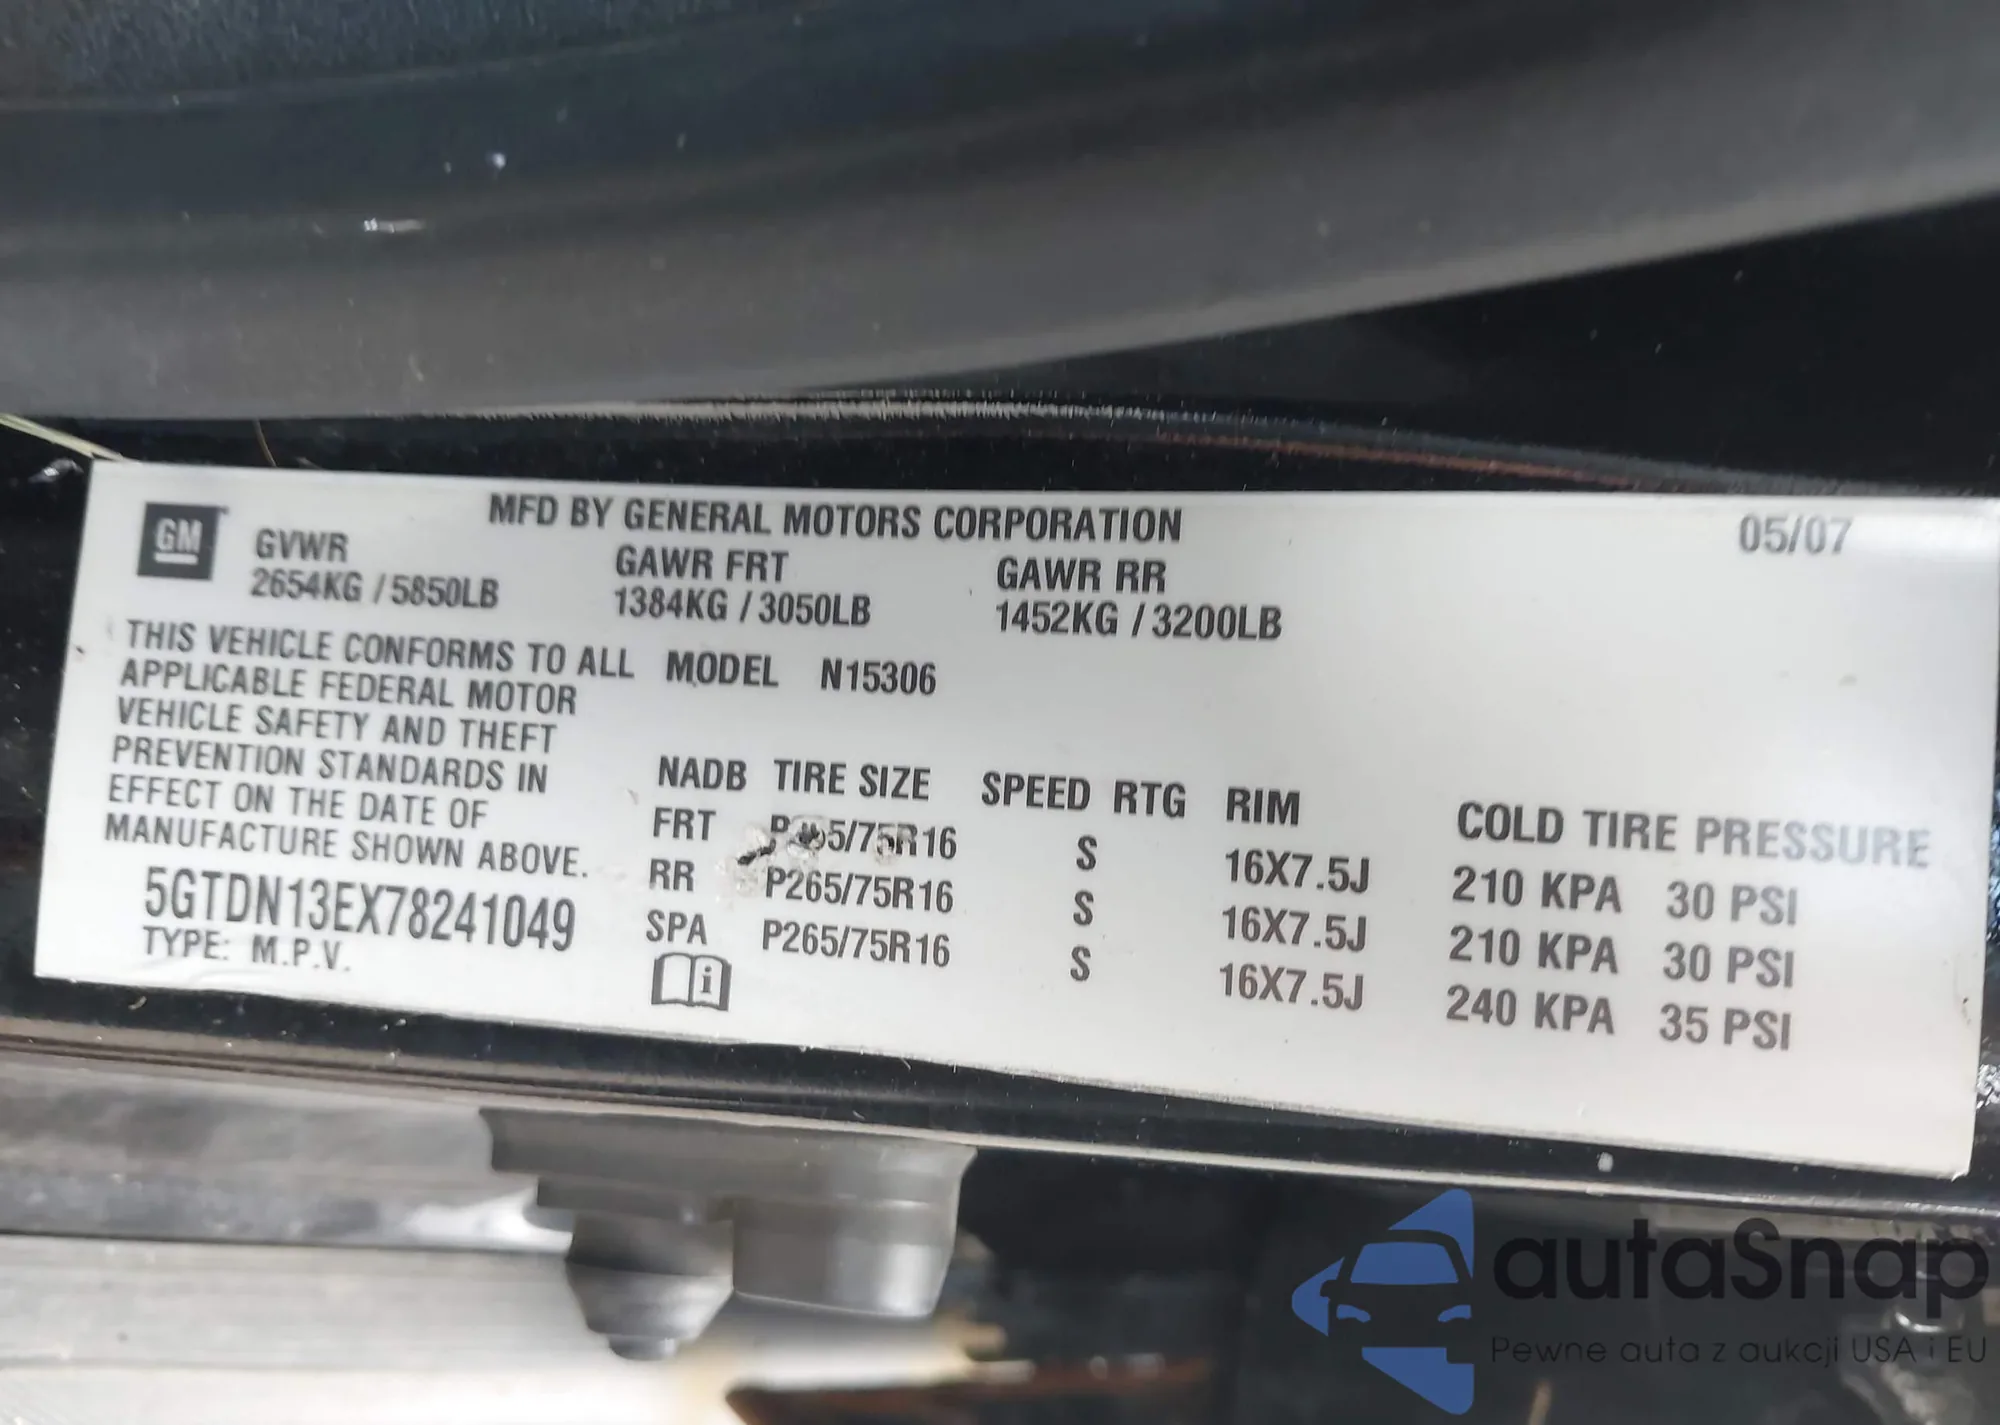 GM
MFD BY GENERAL MOTORS CORPORATION
05/07
GVWR GAWR FRT GAWR RR
2654KG / 5850LB 1384KG / 3050LB 1452KG / 3200LB
THIS VEHICLE CONFORMS TO ALL
APPLICABLE FEDERAL MOTOR
VEHICLE SAFETY AND THEFT
PREVENTION STANDARDS IN
EFFECT ON THE DATE OF
MANUFACTURE SHOWN ABOVE.
5GTDN13EX78241049
TYPE: M.P.V.
MODEL N15306
NADB TIRE SIZE SPEED RTG RIM COLD TIRE PRESSURE
FRT S 16X7.5J 210 KPA 30 PSI
RR P265/75R16 S 16X7.5J 210 KPA 30 PSI
SPA P265/75R16 S 16X7.5J 240 KPA 35 PSI
i
autaSnap
Pewne auta z aukcji USA i EU